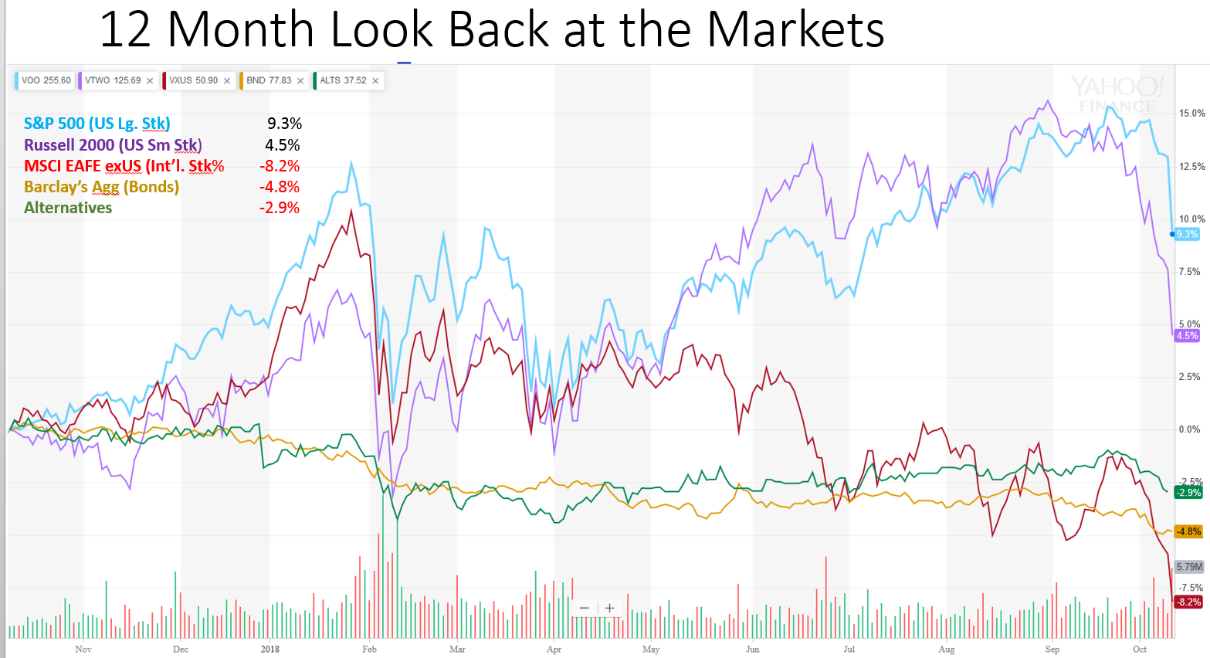 12 Month Look Back at the Markets
VOO 255.60 VTWO 125.69 × VXUS 50.90 × BND 77.83 × ALTS 37.52 ×
YAHOO!
FINANCE
S&P 500 (US Lg. Stk) 9.3%
Russell 2000 (US Sm Stk) 4.5%
MSCI EAFE exUS (Int'l. Stk% -8.2%
Barclay's Agg (Bonds) -4.8%
Alternatives -2.9%
15.0%
12.5%
10.0%
9.3%
7.5%
5.0%
4.5%
2.5%
0.0%
-2.5%
-2.9%
-4.8%
5.79M
-7.5%
-8.2%
− +
Nov Dec 2018 Feb Mar Apr May Jun Jul Aug Sep Oct